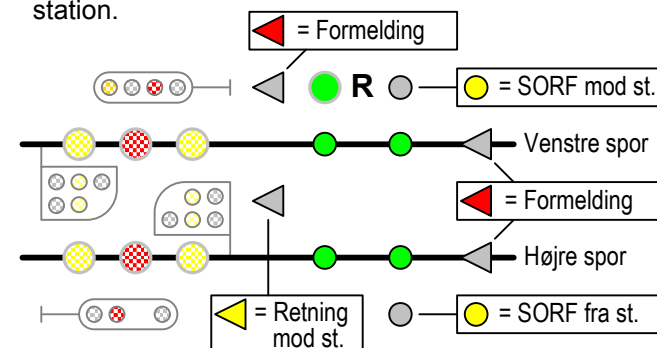 station.
= Formelding
R
= SORF mod st.
Venstre spor
= Formelding
Højre spor
= Retning
mod st.
= SORF fra st.